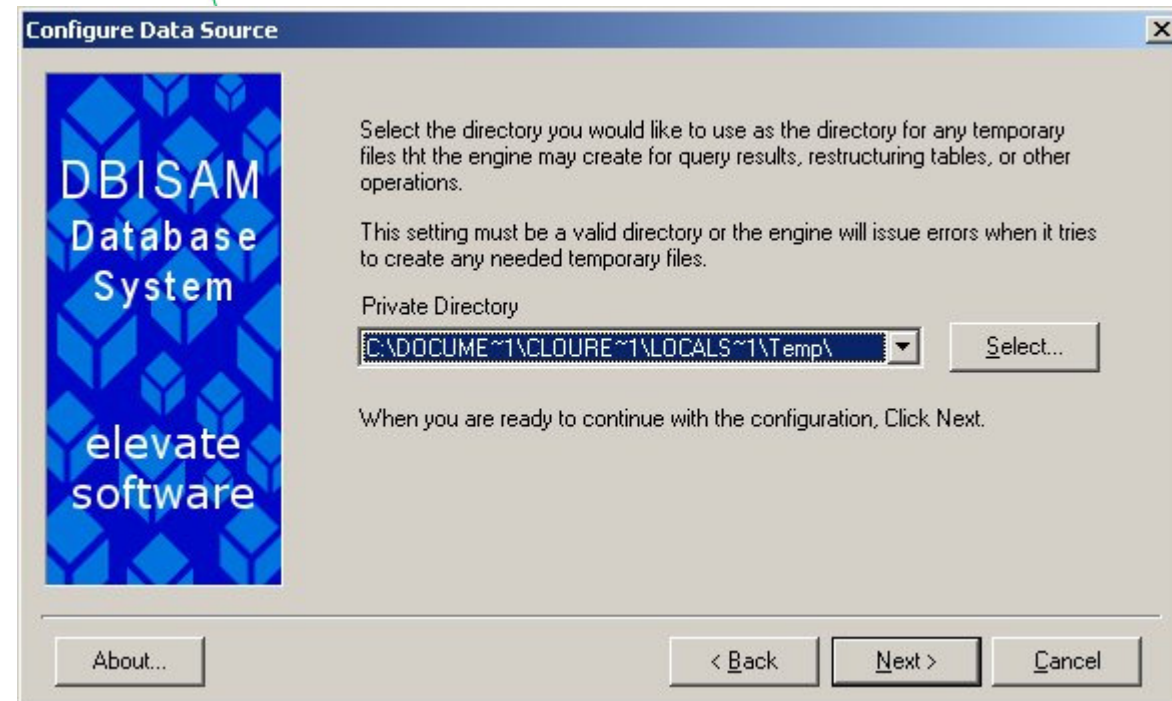 Configure Data Source
DBISAM
Database
System
elevate
software
Select the directory you would like to use as the directory for any temporary
files tht the engine may create for query results, restructuring tables, or other
operations.
This setting must be a valid directory or the engine will issue errors when it tries
to create any needed temporary files.
Private Directory
C:\DOCUME~1\CLOURE~1\LOCALS~1\Temp\
Select...
When you are ready to continue with the configuration, Click Next.
About...
< Back
Next >
Cancel